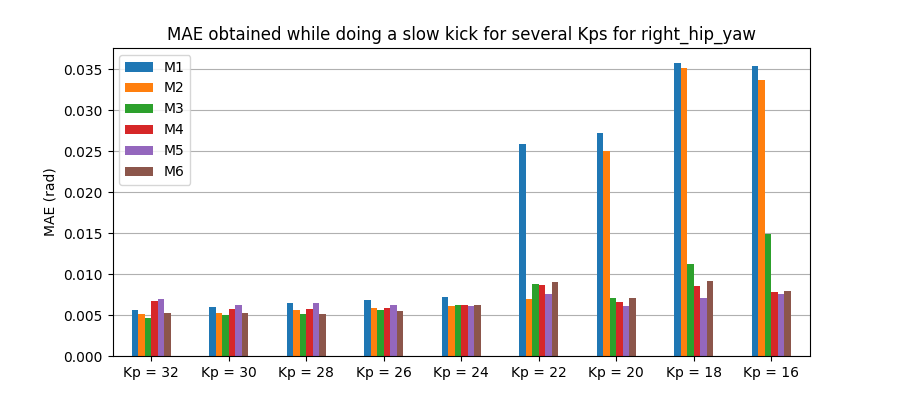 MAE obtained while doing a slow kick for several Kps for right_hip_yaw
MAE (rad)
0.035
0.030
0.025
0.020
0.015
0.010
0.005
0.000
M1
M2
M3
M4
M5
M6
Kp = 32 Kp = 30 Kp = 28 Kp = 26 Kp = 24 Kp = 22 Kp = 20 Kp = 18 Kp = 16